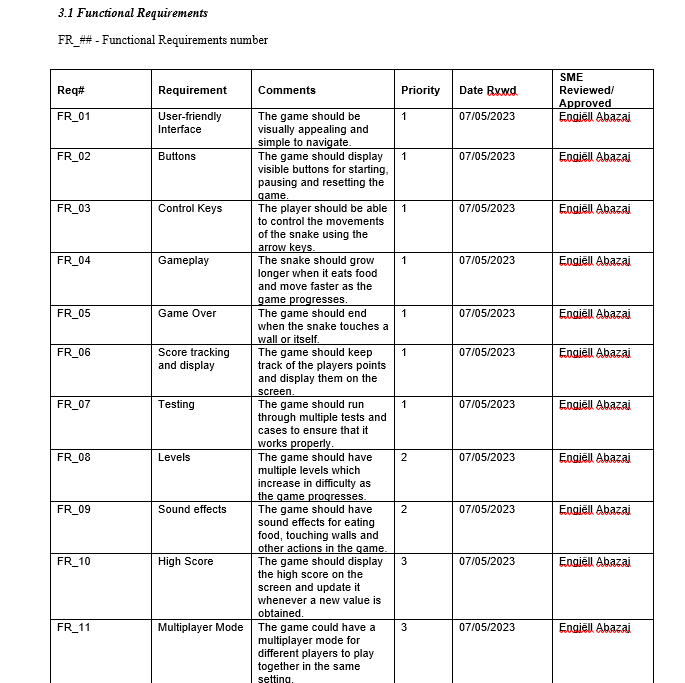 3.1 Functional Requirements
FR_## - Functional Requirements number
Req# Requirement Comments Priority Date Rvwd SME Reviewed/ Approved
FR_01 User-friendly Interface The game should be visually appealing and simple to navigate. 1 07/05/2023 Engjëll Abazaj
FR_02 Buttons The game should display visible buttons for starting, pausing and resetting the game. 1 07/05/2023 Engjëll Abazaj
FR_03 Control Keys The player should be able to control the movements of the snake using the arrow keys. 1 07/05/2023 Engjëll Abazaj
FR_04 Gameplay The snake should grow longer when it eats food and move faster as the game progresses. 1 07/05/2023 Engjëll Abazaj
FR_05 Game Over The game should end when the snake touches a wall or itself. 1 07/05/2023 Engjëll Abazaj
FR_06 Score tracking and display The game should keep track of the players points and display them on the screen. 1 07/05/2023 Engjëll Abazaj
FR_07 Testing The game should run through multiple tests and cases to ensure that it works properly. 1 07/05/2023 Engjëll Abazaj
FR_08 Levels The game should have multiple levels which increase in difficulty as the game progresses. 2 07/05/2023 Engjëll Abazaj
FR_09 Sound effects The game should have sound effects for eating food, touching walls and other actions in the game. 2 07/05/2023 Engjëll Abazaj
FR_10 High Score The game should display the high score on the screen and update it whenever a new value is obtained. 3 07/05/2023 Engjëll Abazaj
FR_11 Multiplayer Mode The game could have a multiplayer mode for different players to play together in the same setting. 3 07/05/2023 Engjëll Abazaj